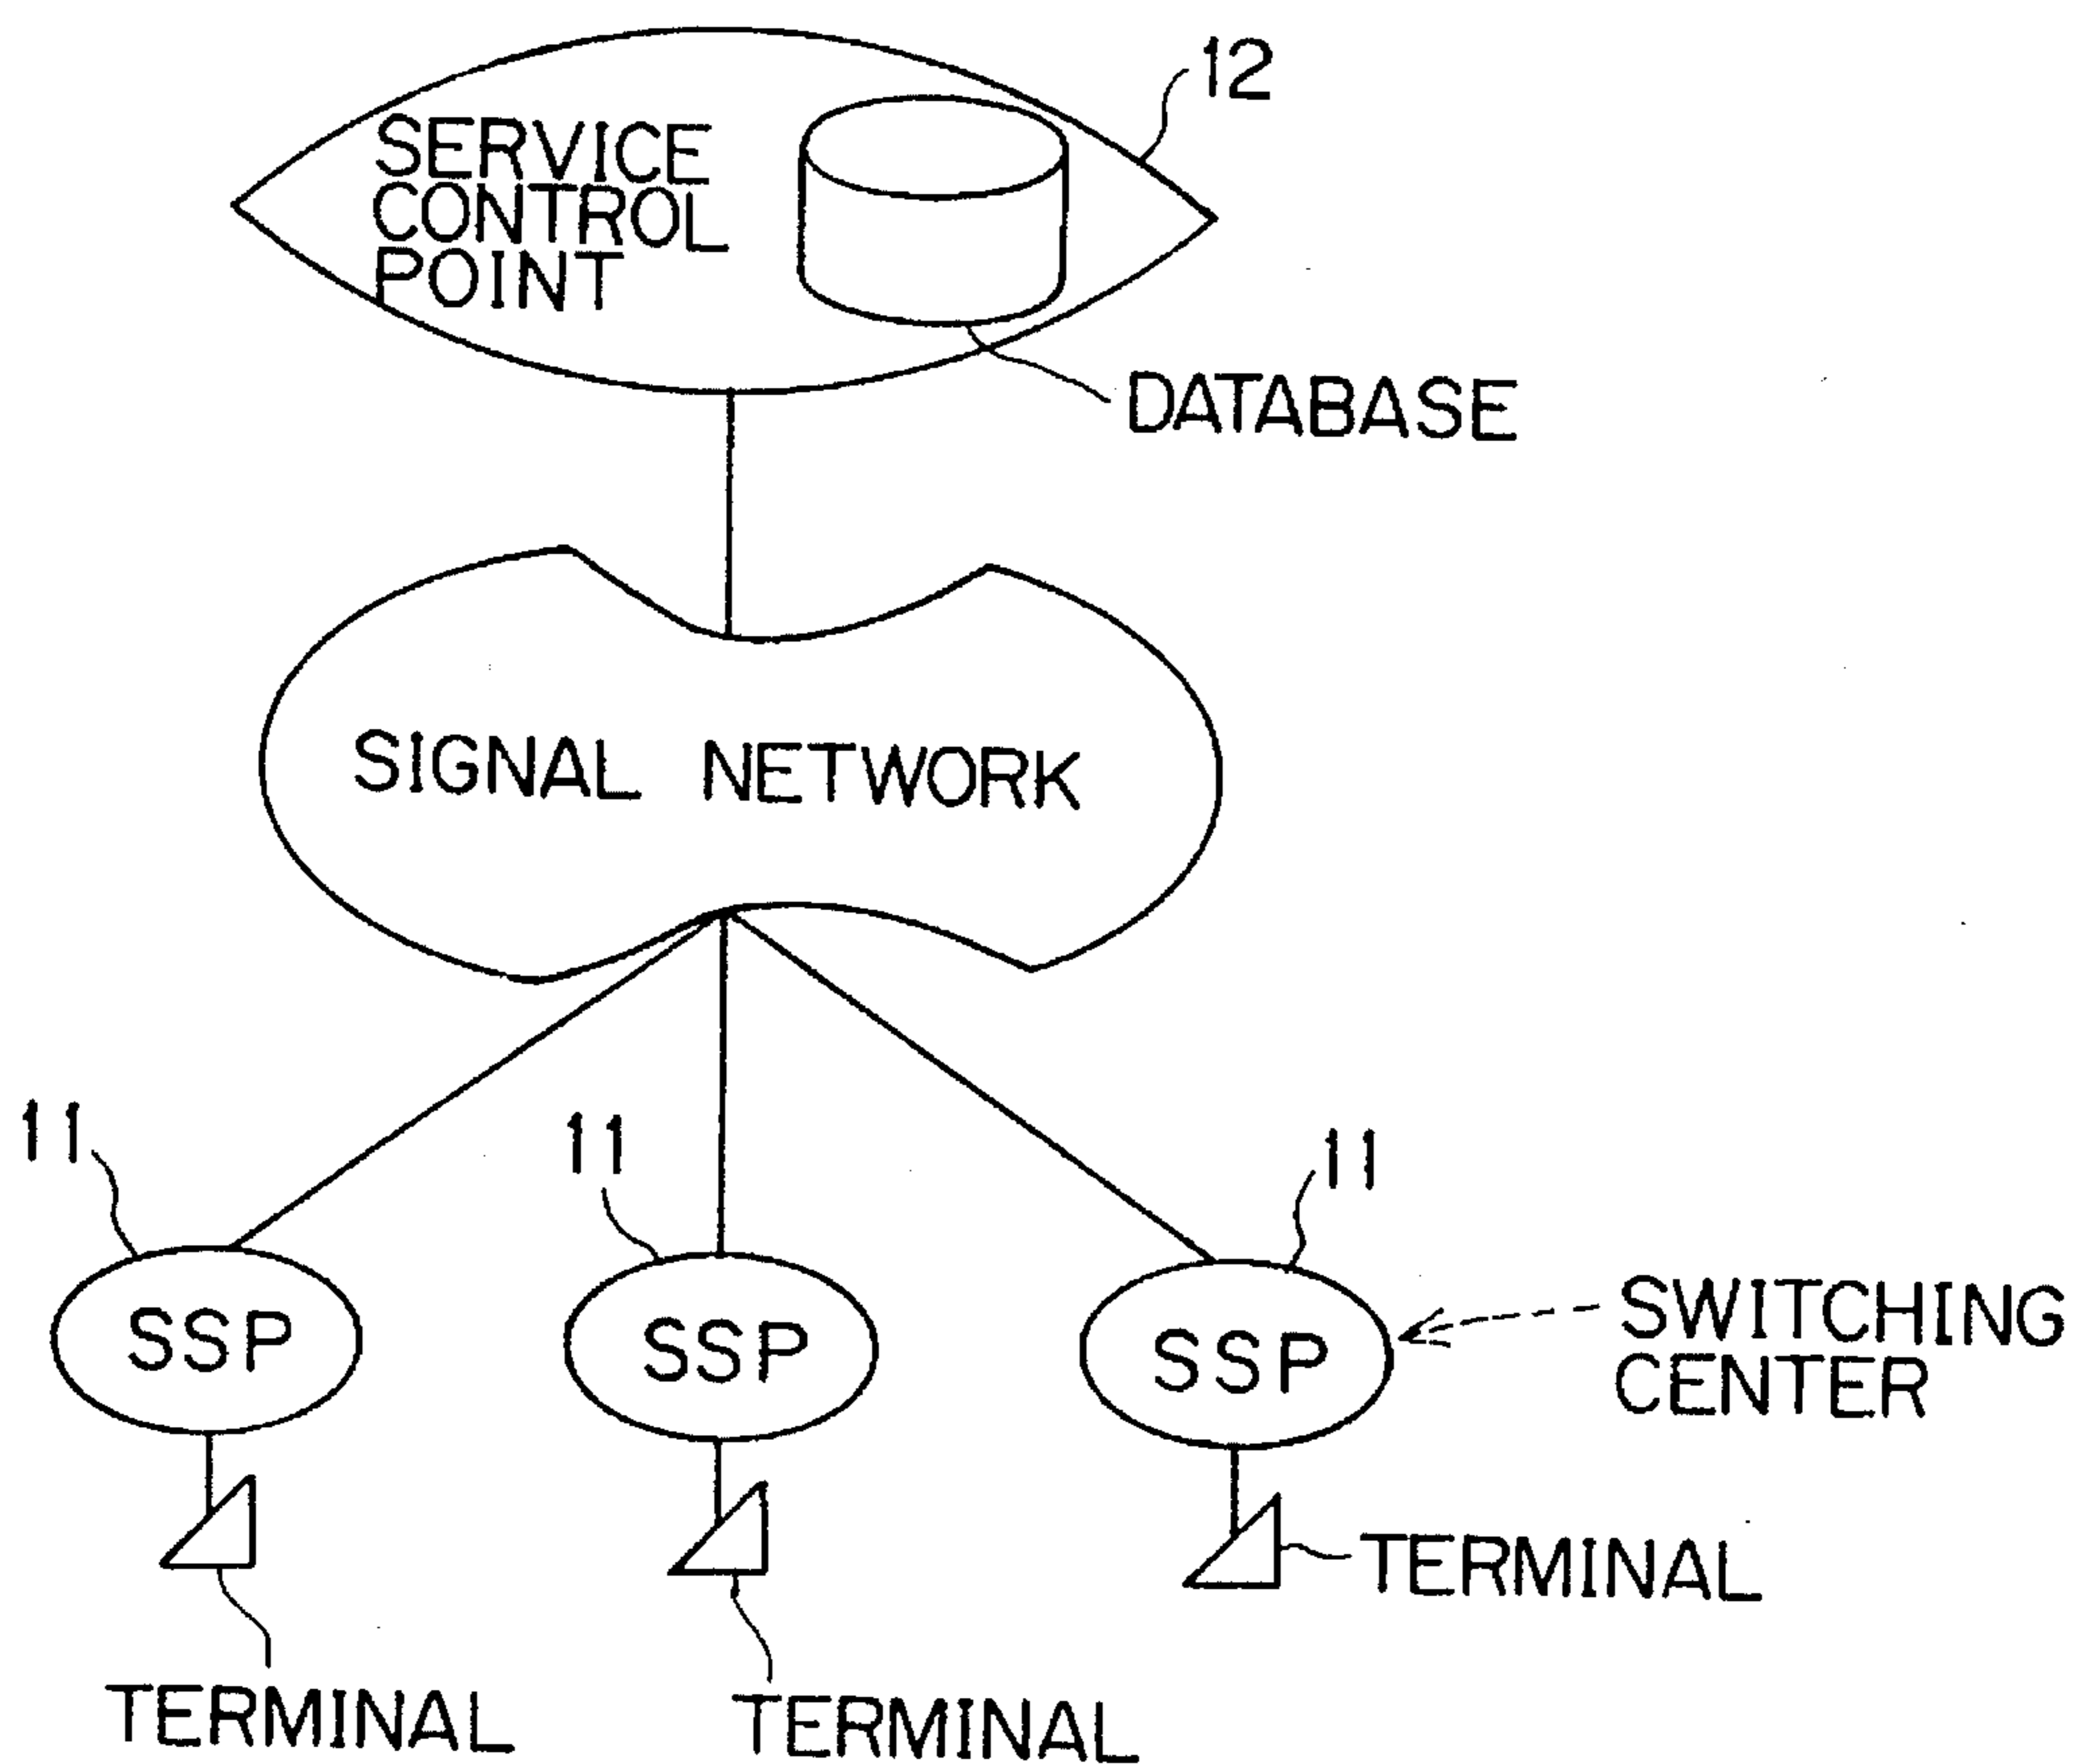 12
SERVICE
CONTROL
POINT
DATABASE
SIGNAL NETWORK
11
11
11
SSP
SSP
SSP
SWITCHING
CENTER
TERMINAL
TERMINAL
TERMINAL